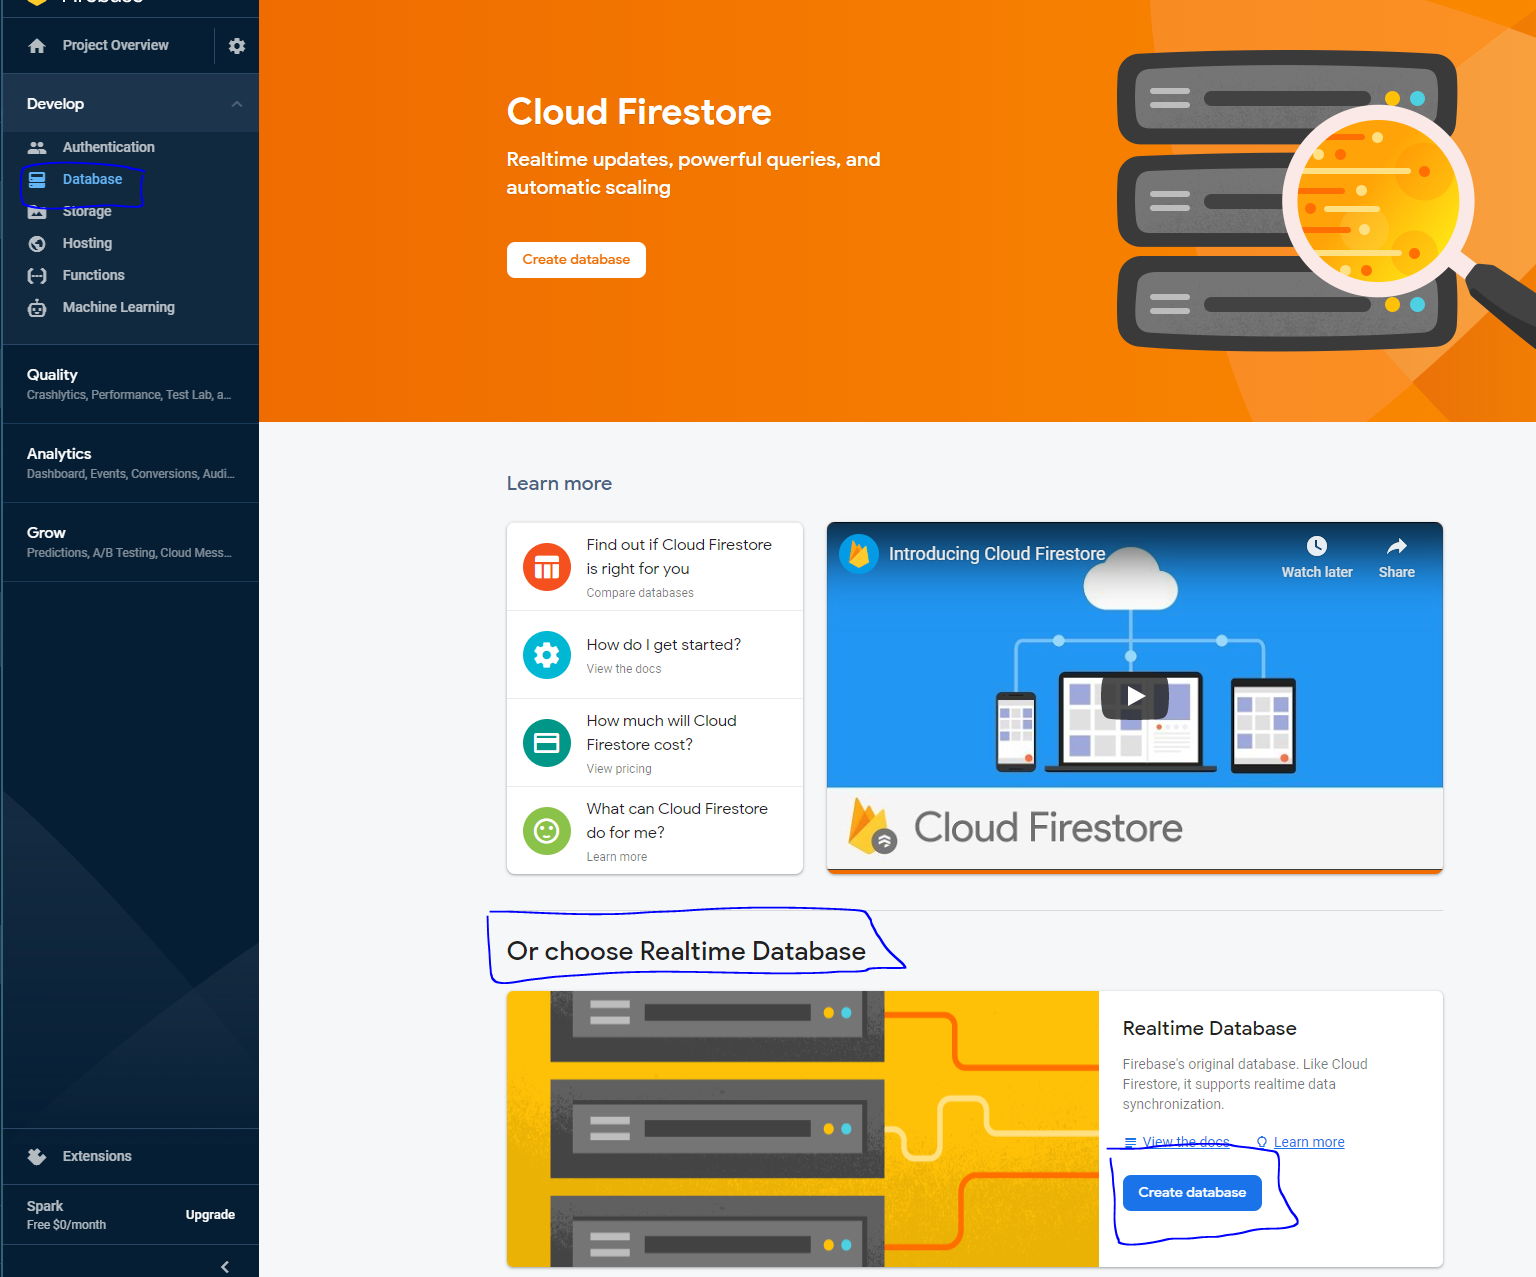 Firebase
Project Overview
Develop
Authentication
Database
Storage
Hosting
Functions
Machine Learning
Quality
Crashlytics, Performance, Test Lab, a...
Analytics
Dashboard, Events, Conversions, Audi...
Grow
Predictions, A/B Testing, Cloud Mess...
Extensions
Spark
Free $0/month
Upgrade
Cloud Firestore
Realtime updates, powerful queries, and
automatic scaling
Create database
Learn more
Find out if Cloud Firestore
is right for you
Compare databases
How do I get started?
View the docs
How much will Cloud
Firestore cost?
View pricing
What can Cloud Firestore
do for me?
Learn more
Introducing Cloud Firestore
Watch later
Share
Cloud Firestore
Or choose Realtime Database
Realtime Database
Firebase's original database. Like Cloud
Firestore, it supports realtime data
synchronization.
View the docs Learn more
Create database